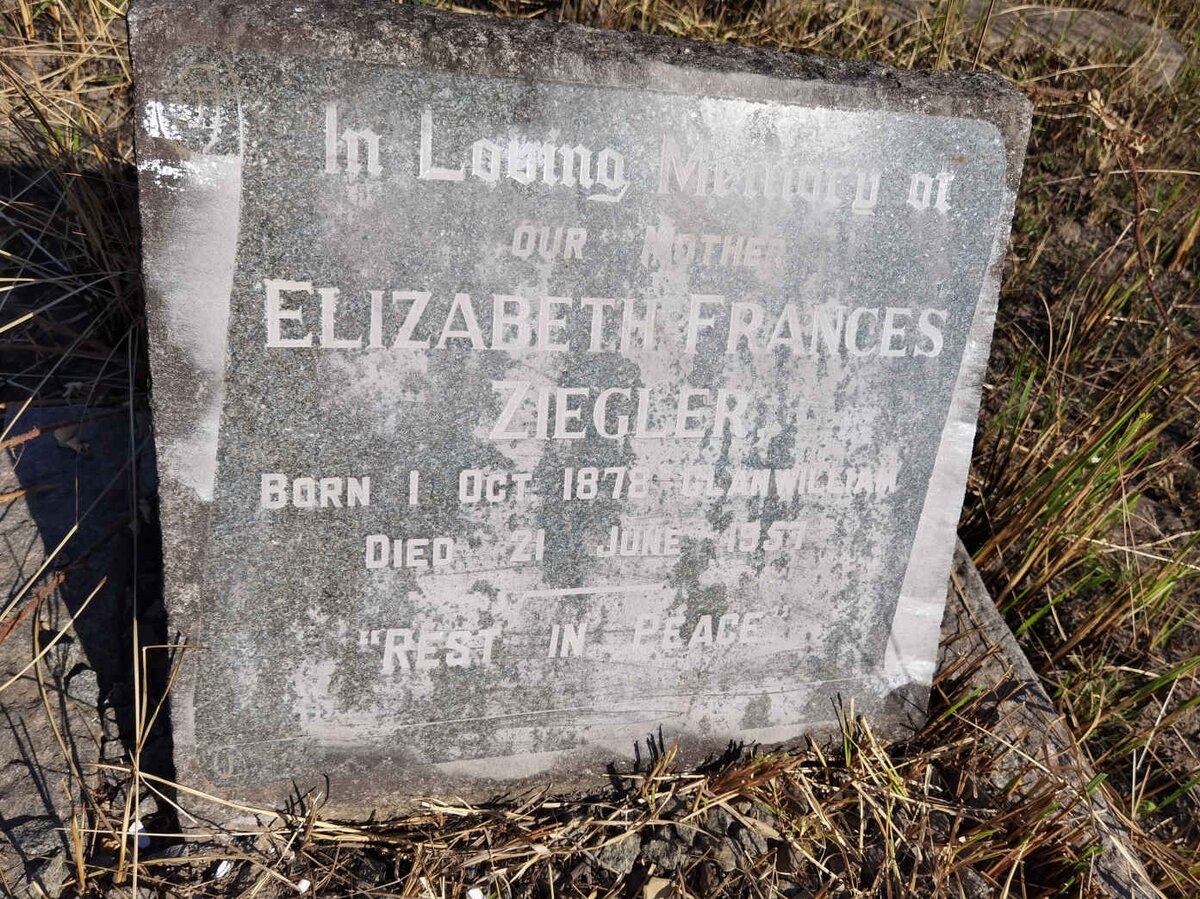 In Loving Memory of
OUR MOTHER
ELIZABETH FRANCES
ZIEGLER,
BORN 1 OCT. 1878 CLANWILLIAM
DIED 21 JUNE 1957
"REST IN PEACE"